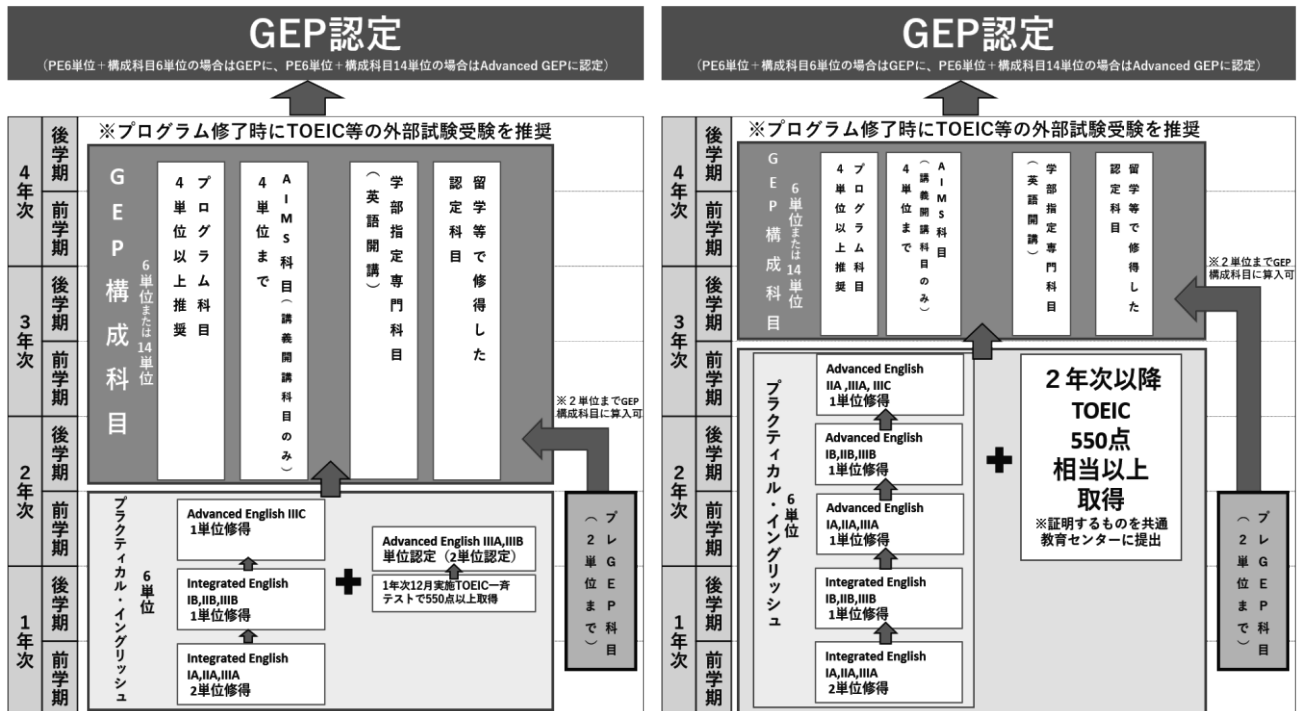 GEP認定
（PE6単位＋構成科目6単位の場合はGEPに、PE6単位＋構成科目14単位の場合はAdvanced GEPに認定）
※プログラム修了時にTOEIC等の外部試験受験を推奨
4年次
後学期
前学期
3年次
後学期
前学期
2年次
後学期
前学期
1年次
後学期
前学期
GEP構成科目
6単位または14単位
プログラム科目
4単位以上推奨
AIMS科目（講義開講科目のみ）
4単位まで
学部指定専門科目
（英語開講）
留学等で修得した
認定科目
※２単位までGEP
構成科目に算入可
プラクティカル・イングリッシュ
6単位
Advanced English IIIC
1単位修得
Integrated English
IB,IIB,IIIB
1単位修得
Integrated English
IA,IIA,IIIA
2単位修得
Advanced English IIIA,IIIB
単位認定（2単位認定）
1年次12月実施TOEIC一斉
テストで550点以上取得
プレGEP科目
（２単位まで）
GEP認定
（PE6単位＋構成科目6単位の場合はGEPに、PE6単位＋構成科目14単位の場合はAdvanced GEPに認定）
※プログラム修了時にTOEIC等の外部試験受験を推奨
4年次
後学期
前学期
3年次
後学期
前学期
2年次
後学期
前学期
1年次
後学期
前学期
GEP構成科目
6単位または14単位
プログラム科目
4単位以上推奨
AIMS科目
（講義開講科目のみ）
4単位まで
学部指定専門科目
（英語開講）
留学等で修得した
認定科目
※２単位までGEP
構成科目に算入可
プラクティカル・イングリッシュ
6単位
Advanced English
IIA, IIIA, IIIC
1単位修得
Advanced English
IB,IIB,IIIB
1単位修得
Advanced English
IA,IIA,IIIA
1単位修得
Integrated English
IB,IIB,IIIB
1単位修得
Integrated English
IA,IIA,IIIA
2単位修得
２年次以降
TOEIC
550点
相当以上
取得
※証明するものを共通
教育センターに提出
プレGEP科目
（２単位まで）